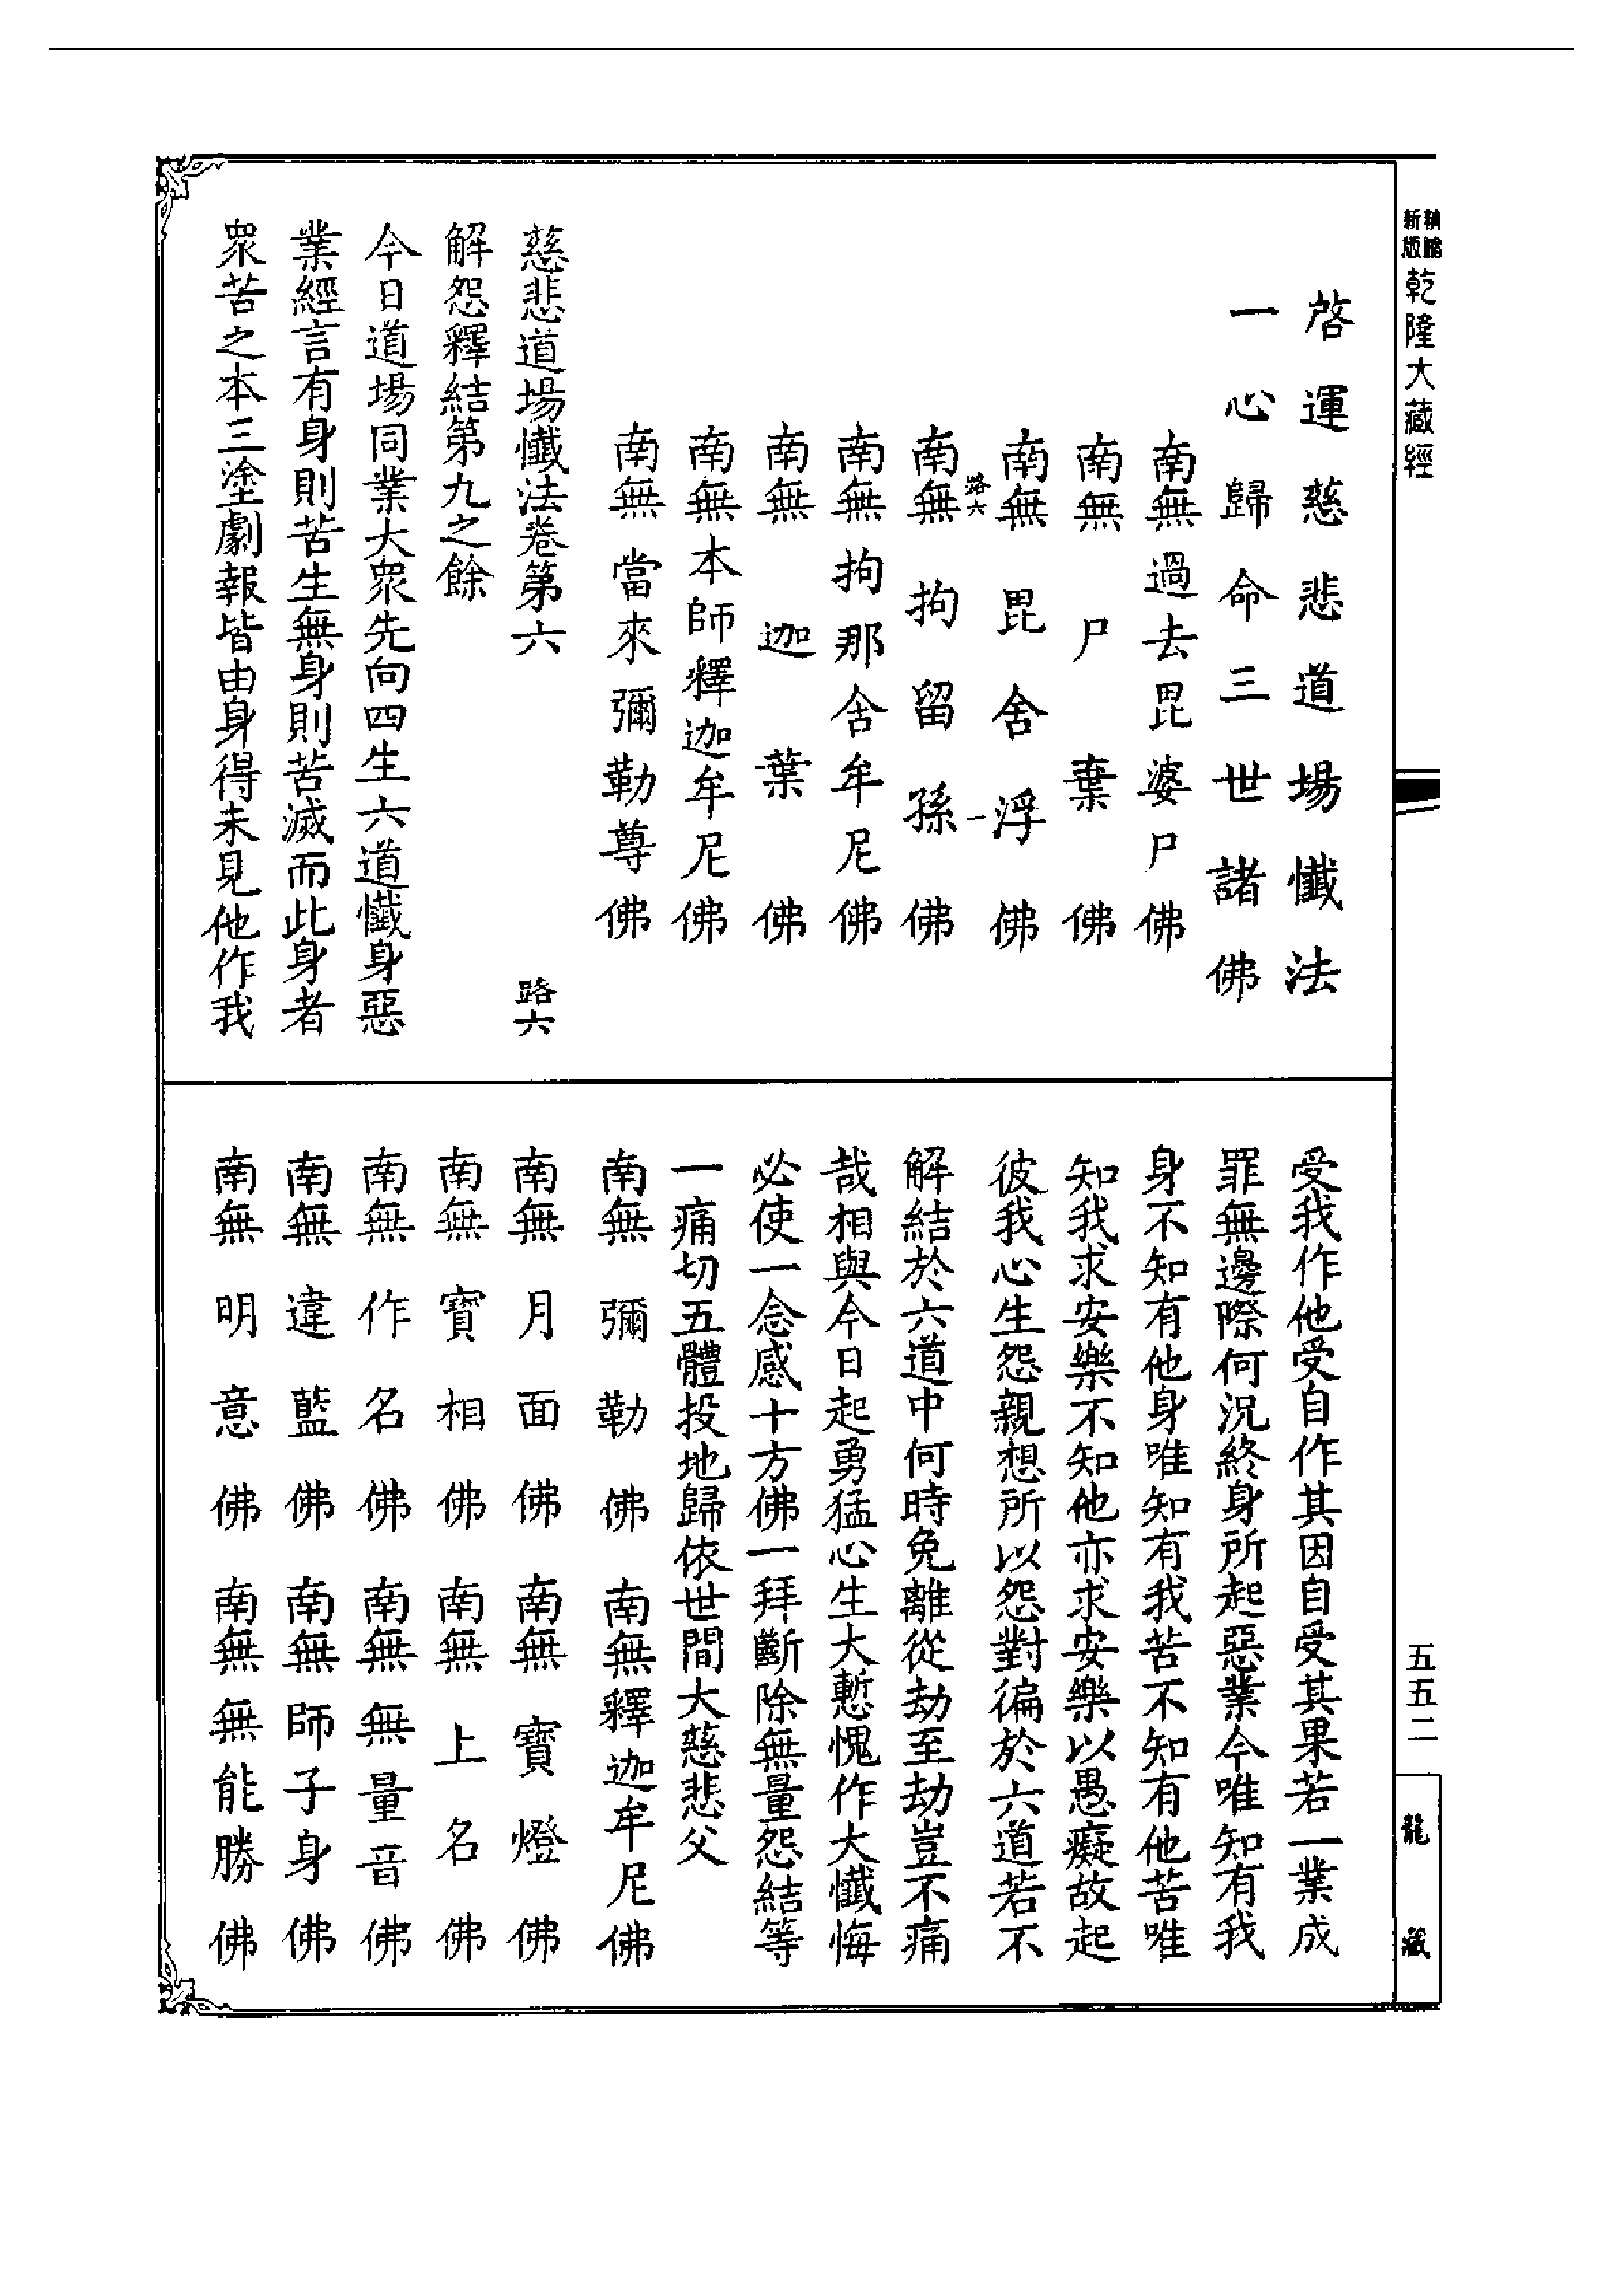 新版
乾隆大藏經
啓運慈悲道場懺法
一心歸命三世諸佛
南無過去毘婆尸佛
南無尸棄佛
南無毘舍浮佛
路六 一
南無拘留孫佛
南無拘那含牟尼佛
南無迦葉佛
南無本師釋迦牟尼佛
南無當來彌勒尊佛
慈悲道場懺法卷第六 路六
解怨釋結第九之餘
今日道場同業大眾先向四生六道懺身惡
業經言有身則苦生無身則苦滅而此身者
眾苦之本三塗劇報皆由身得未見他作我
受我作他受自作其因自受其果若一業成
罪無邊際何況終身所起惡業今唯知有我
身不知有他身唯知有我苦不知有他苦唯
知我求安樂不知他亦求安樂以愚癡故起
彼我心生怨親想所以怨對徧於六道若不
解結於六道中何時免離從劫至劫豈不痛
哉相與今日起勇猛心生大慙愧作大懺悔
必使一念感十方佛一拜斷除無量怨結等
一痛切五體投地歸依世間大慈悲父
南無彌勒佛 南無釋迦牟尼佛
南無月面佛 南無寶燈佛
南無寶相佛 南無上名佛
南無作名佛 南無無量音佛
南無違藍佛 南無師子身佛
南無明意佛 南無無能勝佛
五五二
龍藏